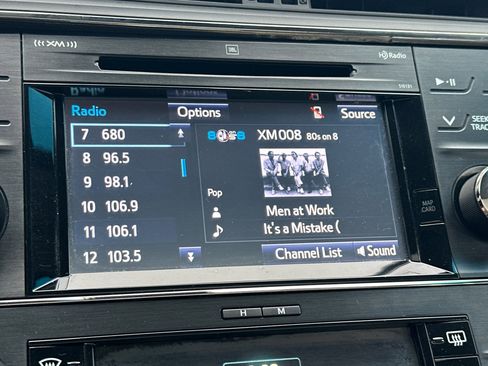 ((XM))
JBL
HD Radio
510131
Radio
Options
Source
7 680
8 96.5
9 98.1
10 106.9
11 106.1
12 103.5
XM008 80s on 8
Pop
Men at Work
It's a Mistake (
Channel List
Sound
SEEK
TRACK
MAP
CARD
H
M